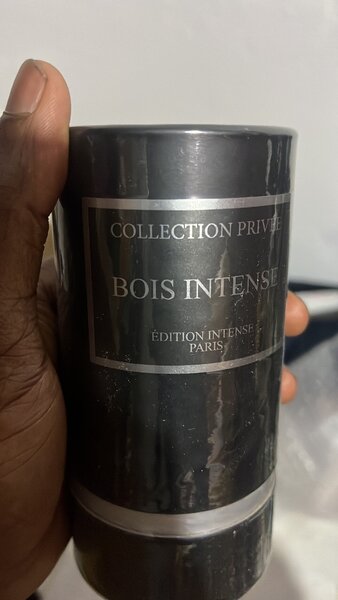 COLLECTION PRIVÉE
BOIS INTENSE
ÉDITION INTENSE
PARIS